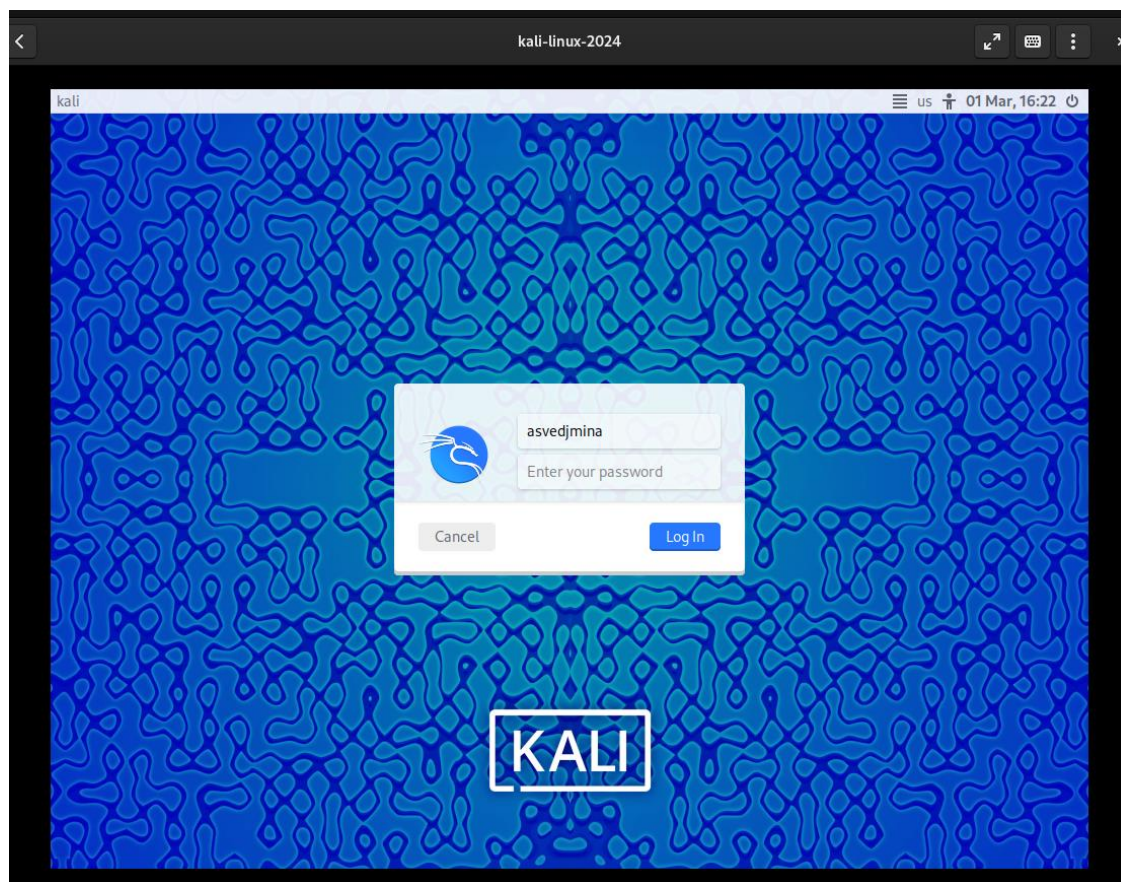 kali-linux-2024
kali us 01 Mar, 16:22
asvedjmina
Enter your password
Cancel Log In
KALI